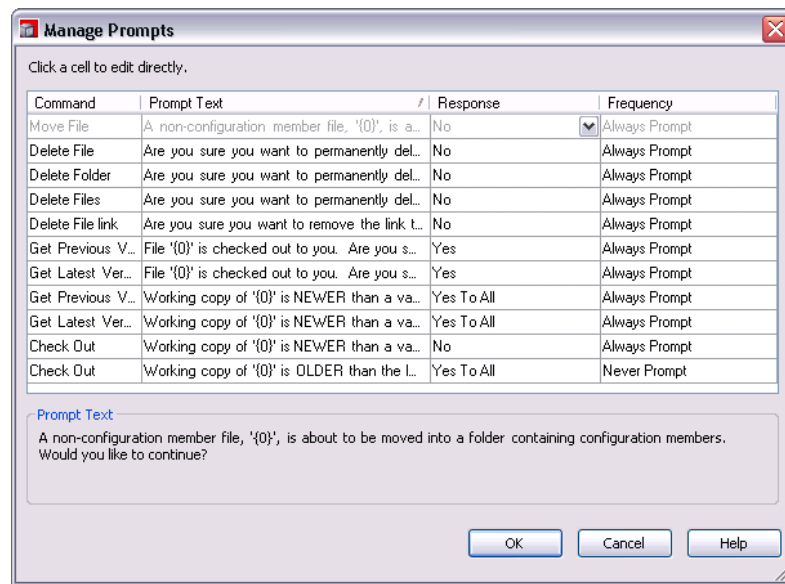 Manage Prompts
Click a cell to edit directly.
Command Prompt Text Response Frequency
Move File A non-configuration member file, '{0}', is a... No Always Prompt
Delete File Are you sure you want to permanently del... No Always Prompt
Delete Folder Are you sure you want to permanently del... No Always Prompt
Delete Files Are you sure you want to permanently del... No Always Prompt
Delete File link Are you sure you want to remove the link t... No Always Prompt
Get Previous V... File '{0}' is checked out to you. Are you s... Yes Always Prompt
Get Latest Ver... File '{0}' is checked out to you. Are you s... Yes Always Prompt
Get Previous V... Working copy of '{0}' is NEWER than a va... Yes To All Always Prompt
Get Latest Ver... Working copy of '{0}' is NEWER than a va... Yes To All Always Prompt
Check Out Working copy of '{0}' is NEWER than a va... No Always Prompt
Check Out Working copy of '{0}' is OLDER than the l... Yes To All Never Prompt
Prompt Text
A non-configuration member file, '{0}', is about to be moved into a folder containing configuration members.
Would you like to continue?
OK Cancel Help